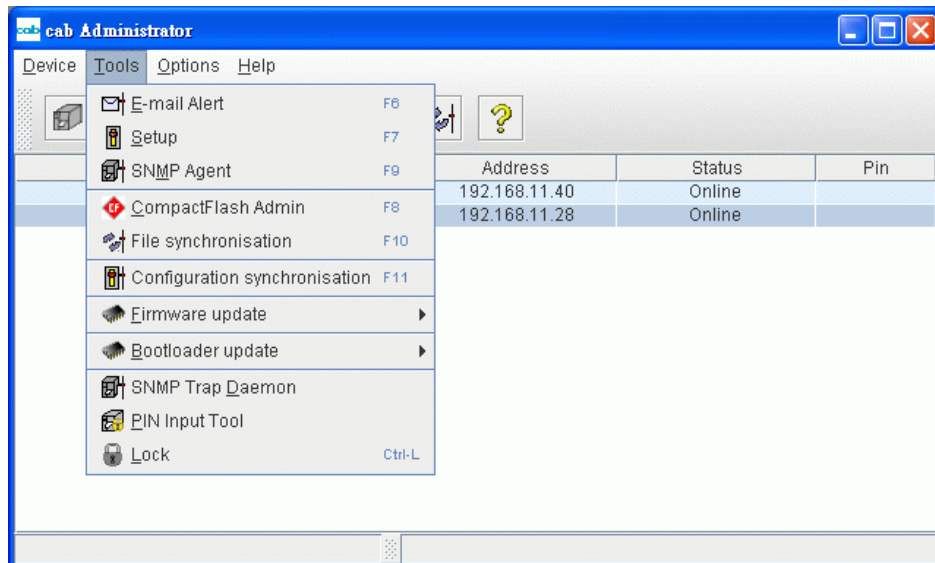 cab cab Administrator
Device Tools Options Help
E-mail Alert F6
Setup F7
SNMP Agent F9
CompactFlash Admin F8
File synchronisation F10
Configuration synchronisation F11
Firmware update
Bootloader update
SNMP Trap Daemon
PIN Input Tool
Lock Ctrl-L
?
Address Status Pin
192.168.11.40 Online
192.168.11.28 Online